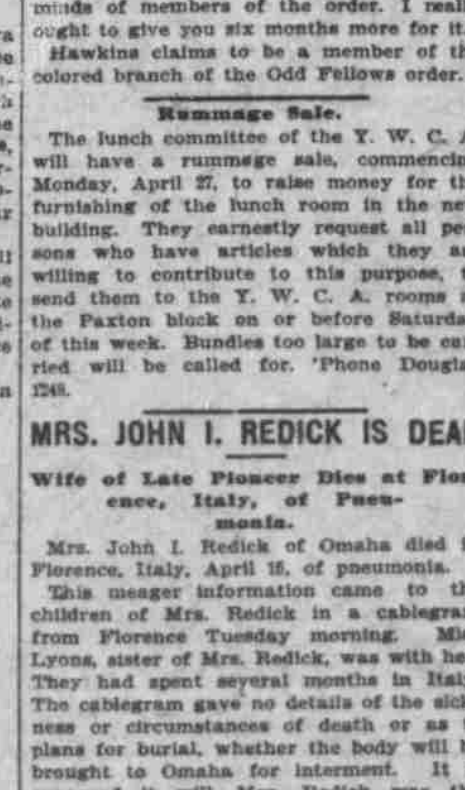 minds of members of the order. I reall
ought to give you six months more for it.
Hawkins claims to be a member of th
colored branch of the Odd Fellows order.
Rummage Sale.
The lunch committee of the Y. W. C. A
will have a rummage sale, commencin
Monday, April 27, to raise money for th
furnishing of the lunch room in the ne
building. They earnestly request all pe
sons who have articles which they a
willing to contribute to this purpose, t
send them to the Y. W. C. A. rooms
the Paxton block on or before Saturda
of this week. Bundles too large to be ca
ried will be called for. 'Phone Dougla
1248.
MRS. JOHN I. REDICK IS DEA
Wife of Late Pioneer Dies at Flor
ence, Italy, of Pneu-
monia.
Mrs. John I. Redick of Omaha died
Florence, Italy, April 15, of pneumonia.
This meager information came to th
children of Mrs. Redick in a cablegra
from Florence Tuesday morning. Mi
Lyons, sister of Mrs. Redick, was with he
They had spent several months in Ital
The cablegram gave no details of the sick
ness or circumstances of death or as
plans for burial, whether the body will b
brought to Omaha for interment. It